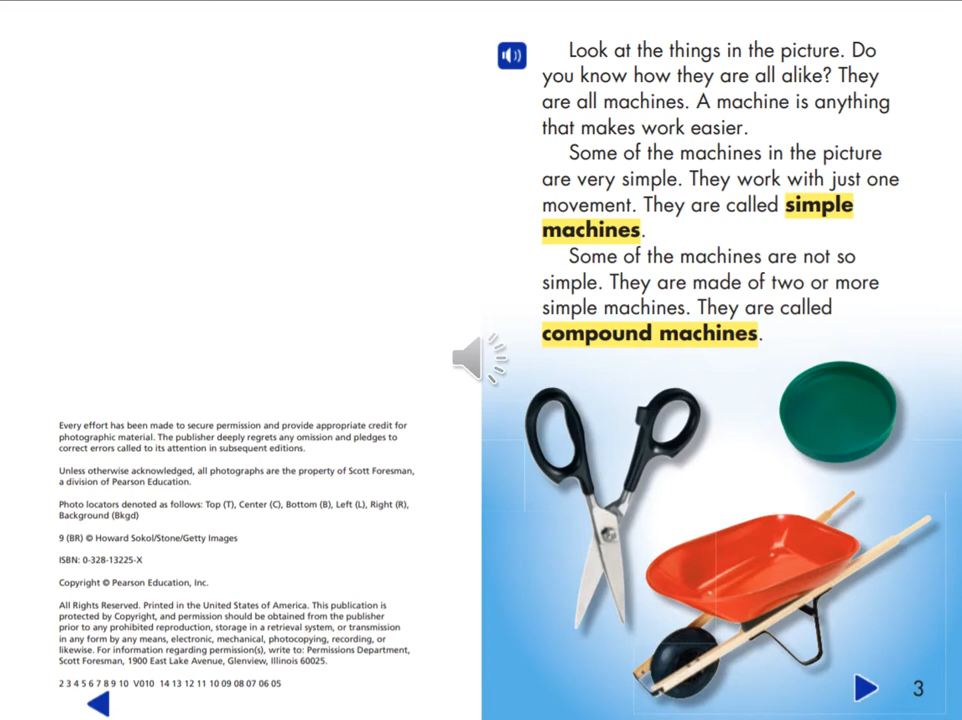 Every effort has been made to secure permission and provide appropriate credit for
photographic material. The publisher deeply regrets any omission and pledges to
correct errors called to its attention in subsequent editions.
Unless otherwise acknowledged, all photographs are the property of Scott Foresman,
a division of Pearson Education.
Photo locators denoted as follows: Top (T), Center (C), Bottom (B), Left (L), Right (R),
Background (Bkgd)
9 (BR) © Howard Sokol/Stone/Getty Images
ISBN: 0-328-13225-X
Copyright © Pearson Education, Inc.
All Rights Reserved. Printed in the United States of America. This publication is
protected by Copyright, and permission should be obtained from the publisher
prior to any prohibited reproduction, storage in a retrieval system, or transmission
in any form by any means, electronic, mechanical, photocopying, recording, or
likewise. For information regarding permission(s), write to: Permissions Department,
Scott Foresman, 1900 East Lake Avenue, Glenview, Illinois 60025.
2 3 4 5 6 7 8 9 10 V010 14 13 12 11 10 09 08 07 06 05
Look at the things in the picture. Do
you know how they are all alike? They
are all machines. A machine is anything
that makes work easier.
Some of the machines in the picture
are very simple. They work with just one
movement. They are called simple
machines.
Some of the machines are not so
simple. They are made of two or more
simple machines. They are called
compound machines.
3